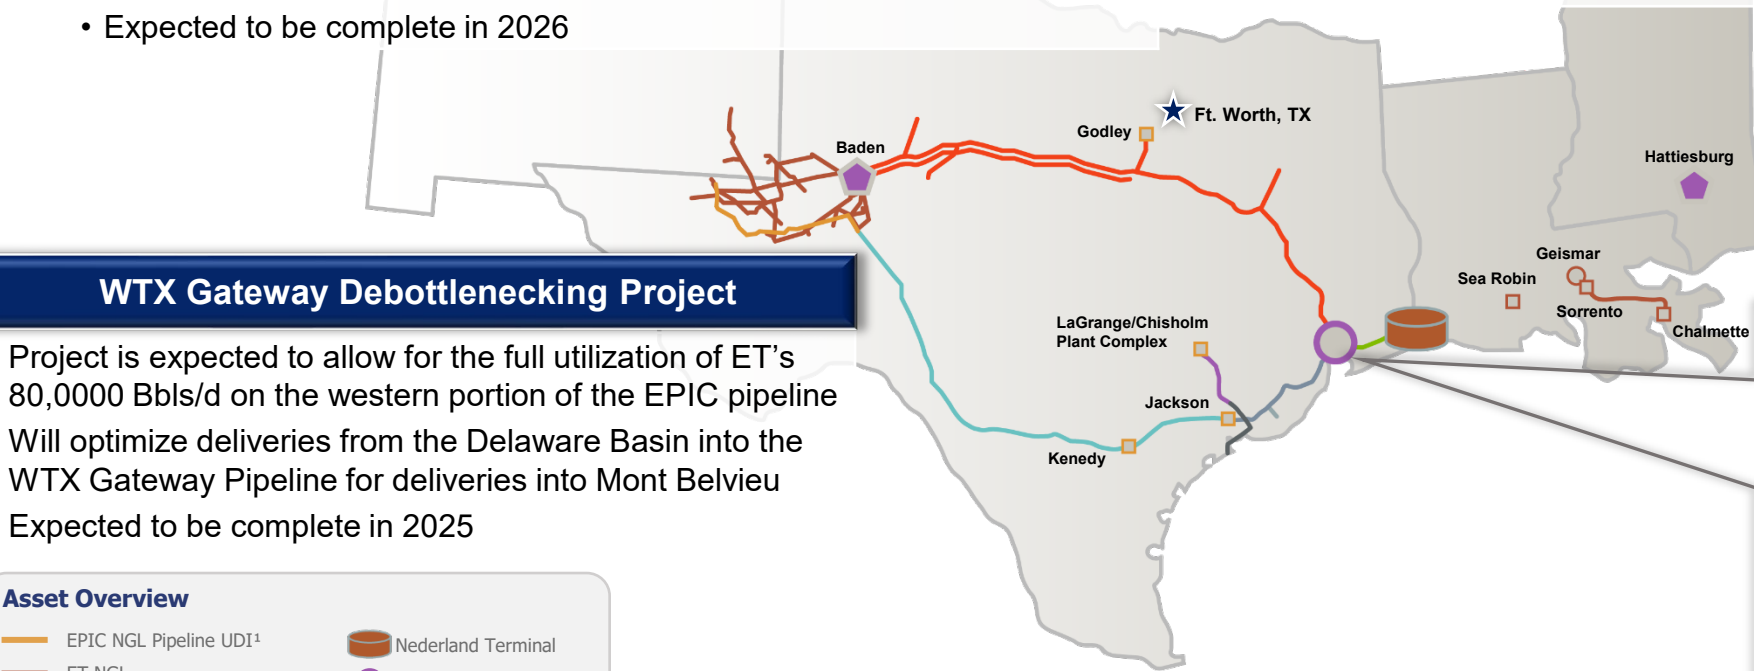 • Expected to be complete in 2026
Ft. Worth, TX
Godley
Baden
Hattiesburg
WTX Gateway Debottlenecking Project
Geismar
Sea Robin
Sorrento
Chalmette
LaGrange/Chisholm
Plant Complex
Project is expected to allow for the full utilization of ET’s
80,0000 Bbls/d on the western portion of the EPIC pipeline
Jackson
Will optimize deliveries from the Delaware Basin into the
WTX Gateway Pipeline for deliveries into Mont Belvieu
Kenedy
Expected to be complete in 2025
Asset Overview
EPIC NGL Pipeline UDI¹
Nederland Terminal
ET NGL